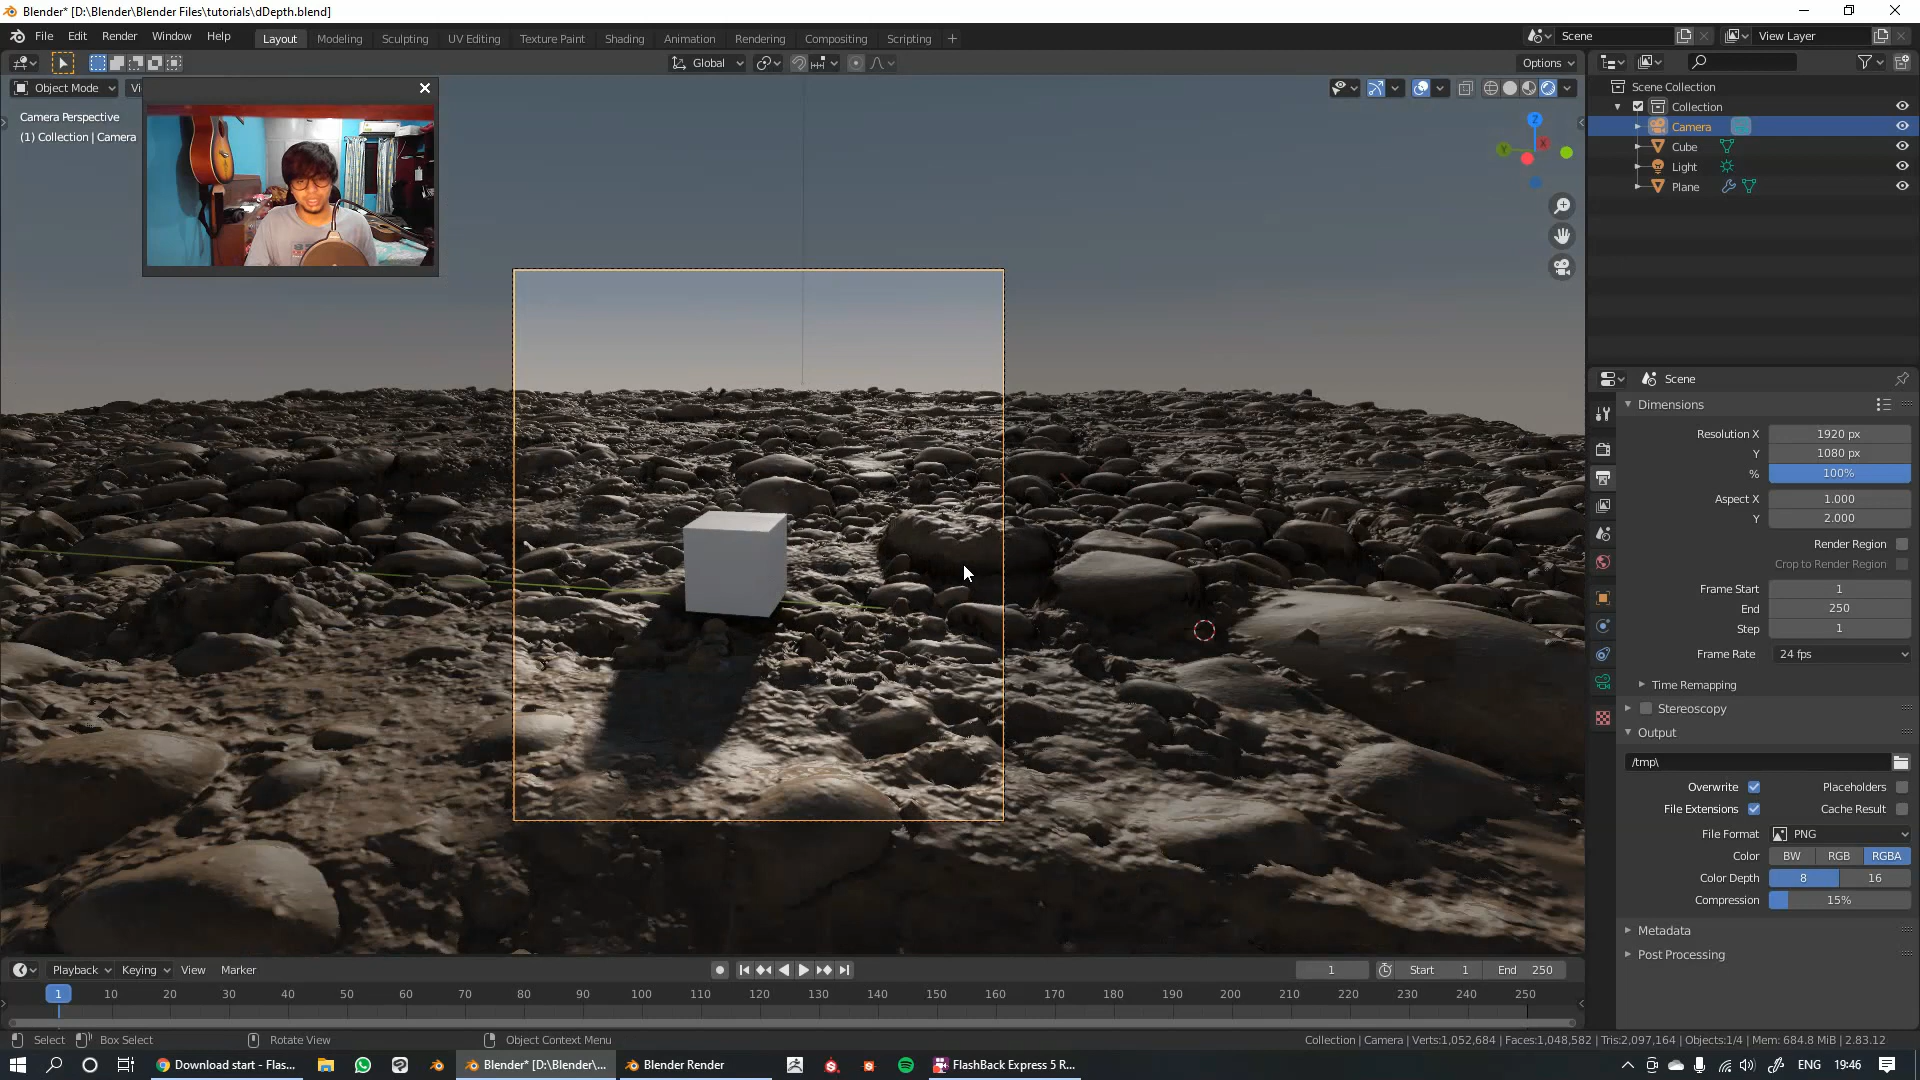 Blender* [D:\Blender\Blender Files\tutorials\dDepth.blend]
File Edit Render Window Help Layout Modeling Sculpting UV Editing Texture Paint Shading Animation Rendering Compositing Scripting + Scene View Layer
Global Options
Object Mode Vi
Camera Perspective
(1) Collection | Camera
Z
Y X
Scene Collection
Collection
Camera
Cube
Light
Plane
Scene
Dimensions
Resolution X 1920 px
Y 1080 px
% 100%
Aspect X 1.000
Y 2.000
Render Region
Crop to Render Region
Frame Start 1
End 250
Step 1
Frame Rate 24 fps
Time Remapping
Stereoscopy
Output
/tmp\
Overwrite Placeholders
File Extensions Cache Result
File Format PNG
Color BW RGB RGBA
Color Depth 8 16
Compression 15%
Metadata
Post Processing
Playback Keying View Marker 1 Start 1 End 250
1 10 20 30 40 50 60 70 80 90 100 110 120 130 140 150 160 170 180 190 200 210 220 230 240 250
Select Box Select Rotate View Object Context Menu Collection | Camera | Verts:1,052,684 | Faces:1,048,582 | Tris:2,097,164 | Objects:1/4 | Mem: 684.8 MiB | 2.83.12
Download start - Flas... Blender* [D:\Blender\... Blender Render FlashBack Express 5 R... ENG 19:46